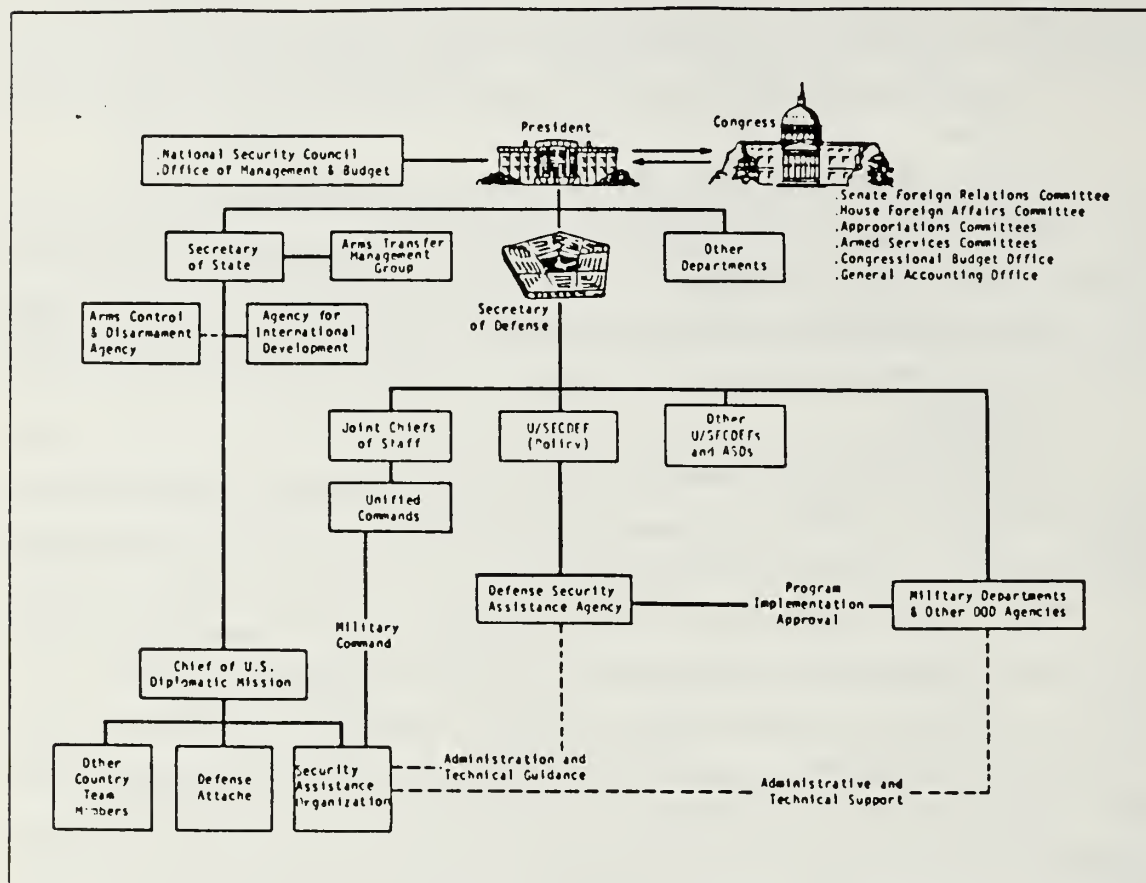 President
Congress
.National Security Council
.Office of Management & Budget
.Senate Foreign Relations Committee
.House Foreign Affairs Committee
.Appropriations Committees
.Armed Services Committees
.Congressional Budget Office
.General Accounting Office
Secretary
of State
Arms Transfer
Management
Group
Other
Departments
Secretary
of Defense
Arms Control
& Disarmament
Agency
Agency for
International
Development
Joint Chiefs
of Staff
U/SECDEF
(Policy)
Other
U/SECDEFs
and ASDs
Unified
Commands
Defense Security
Assistance Agency
Program
Implementation
Approval
Military Departments
& Other DOD Agencies
Military
Command
Chief of U.S.
Diplomatic Mission
Other
Country
Team
Members
Defense
Attache
Security
Assistance
Organization
Administration and
Technical Guidance
Administrative and
Technical Support